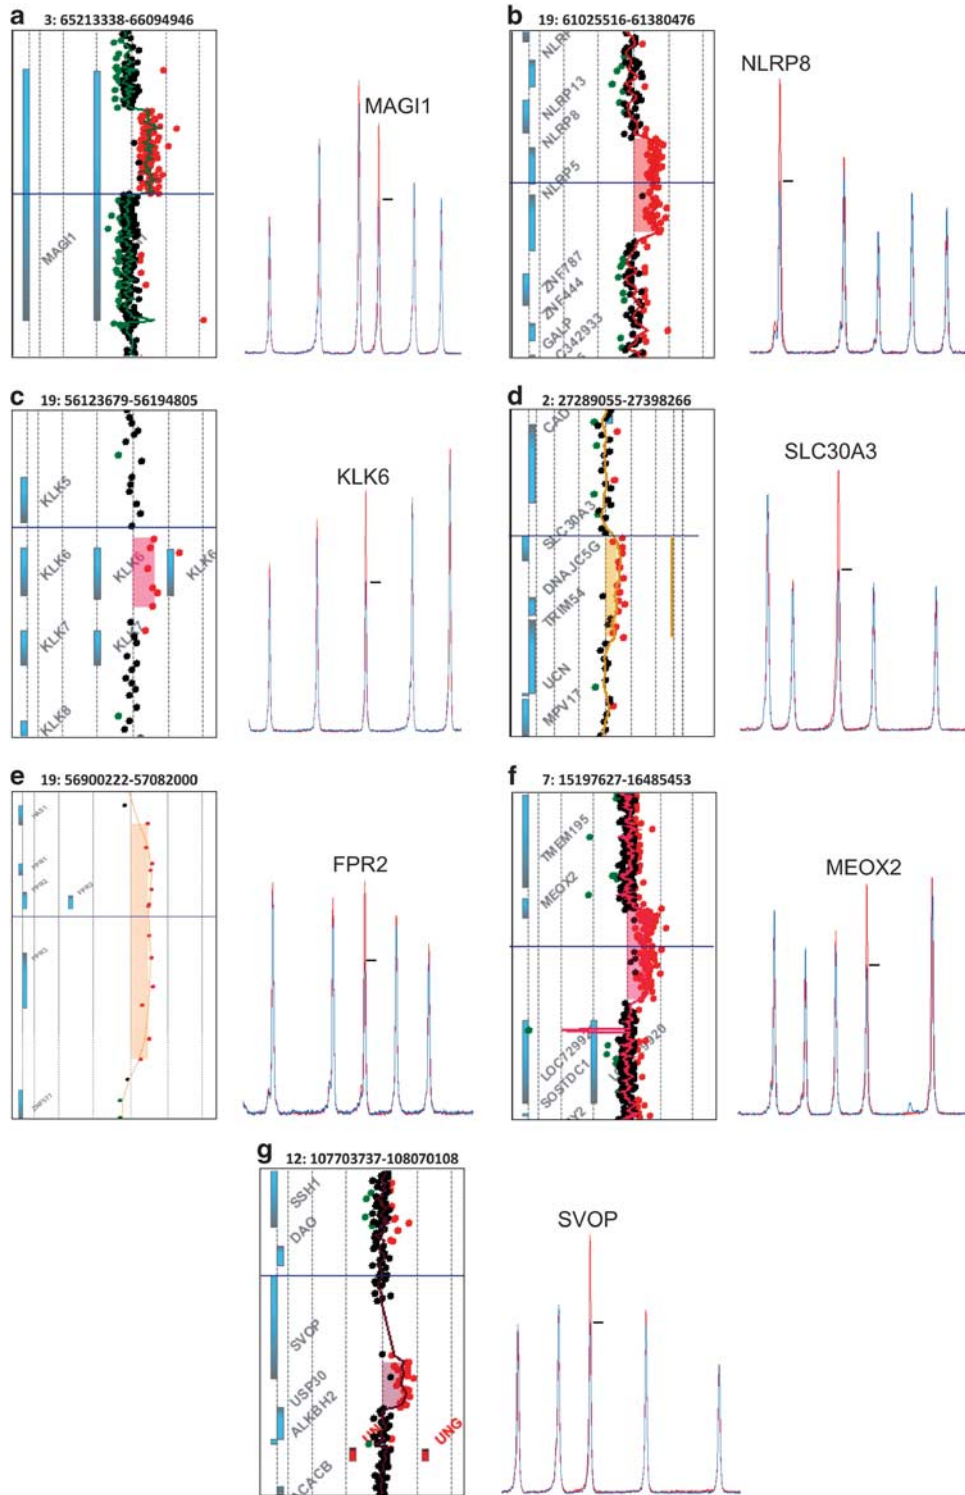 a
3: 65213338-66094946
MAGI1
MAGI1
b
19: 61025516-61380476
NLRP13
NLRP8
NLRP5
ZNF787
ZNF444
GALP
C342933
NLRP8
c
19: 56123679-56194805
KLK5
KLK6
KLK6
KLK6
KLK7
KLK7
KLK8
KLK6
d
2: 27289055-27398266
CAD
SLC30A3
DNAJC5G
TRIM54
UCN
MPV17
SLC30A3
e
19: 56900222-57082000
FPR2
f
7: 15197627-16485453
TMEM195
MEOX2
LOC72992
SOSTDC1
MEOX2
g
12: 107703737-108070108
SSH1
DAO
SVOP
USP30
ALKBH2
UNG
ACACB
SVOP